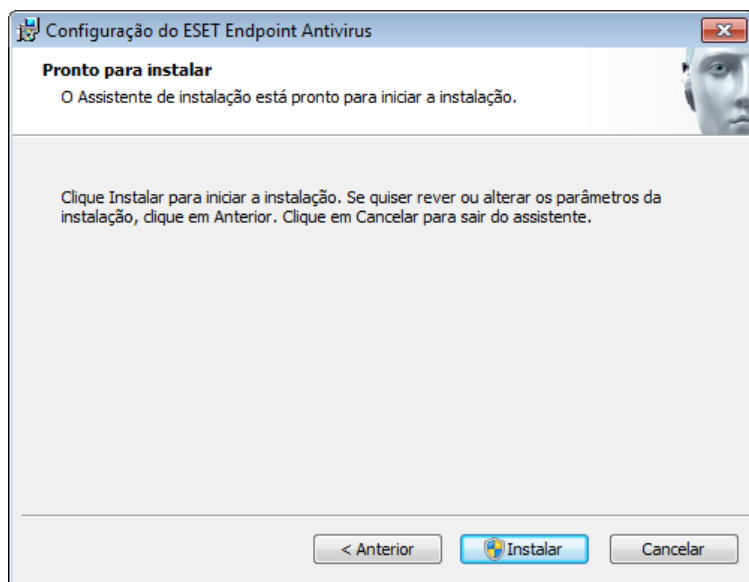 Configuração do ESET Endpoint Antivirus
Pronto para instalar
O Assistente de instalação está pronto para iniciar a instalação.
Clique Instalar para iniciar a instalação. Se quiser rever ou alterar os parâmetros da
instalação, clique em Anterior. Clique em Cancelar para sair do assistente.
< Anterior
Instalar
Cancelar